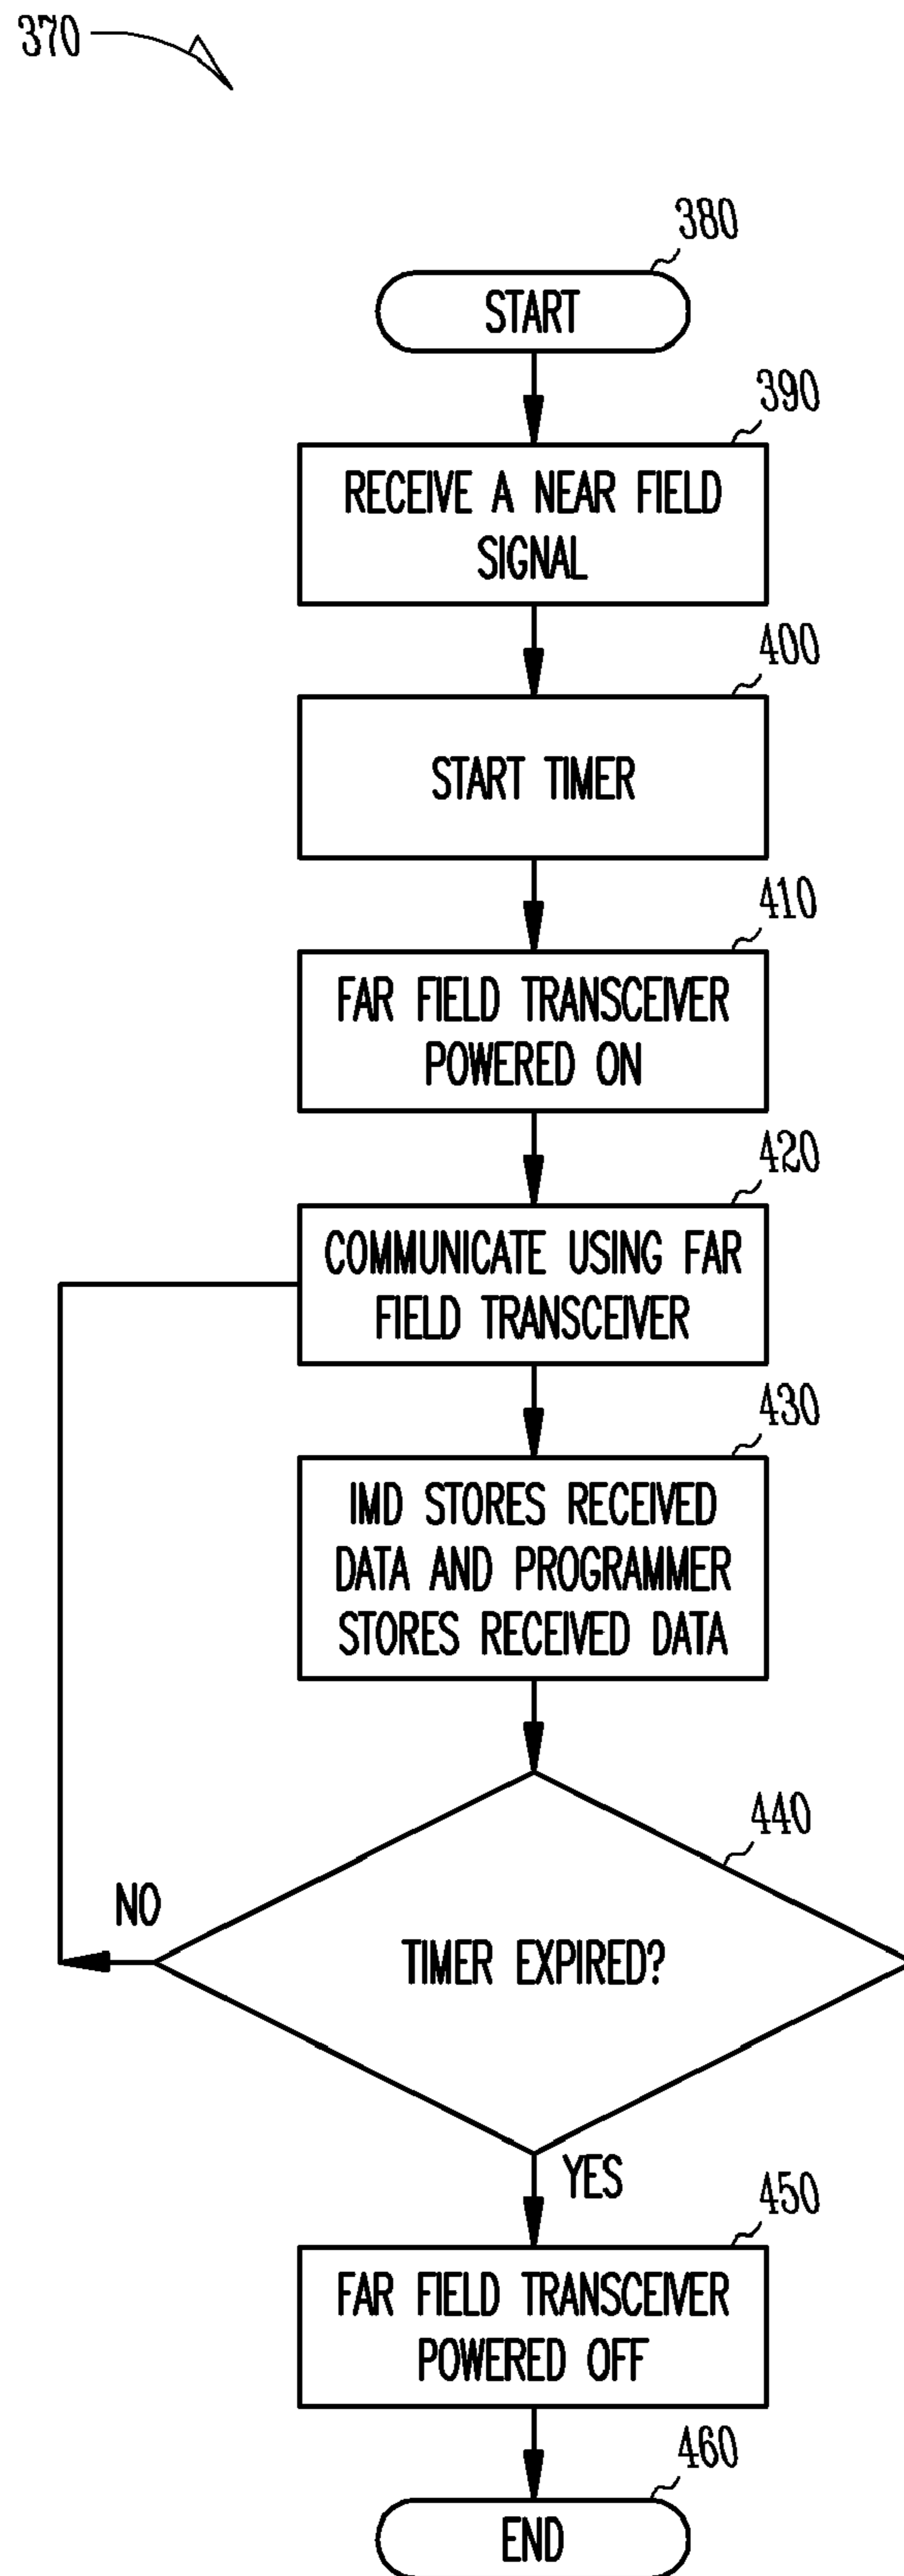 370
380
START
390
RECEIVE A NEAR FIELD
SIGNAL
400
START TIMER
410
FAR FIELD TRANSCEIVER
POWERED ON
420
COMMUNICATE USING FAR
FIELD TRANSCEIVER
430
IMD STORES RECEIVED
DATA AND PROGRAMMER
STORES RECEIVED DATA
440
NO
TIMER EXPIRED?
YES
450
FAR FIELD TRANSCEIVER
POWERED OFF
460
END